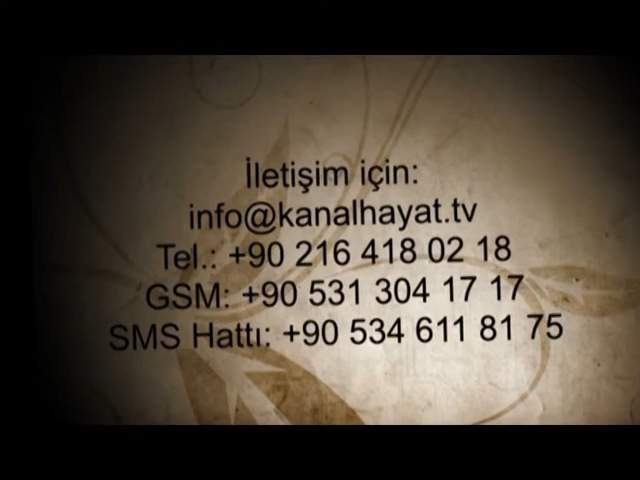 İletişim için:
info@kanalhayat.tv
Tel.: +90 216 418 02 18
GSM: +90 531 304 17 17
SMS Hattı: +90 534 611 81 75